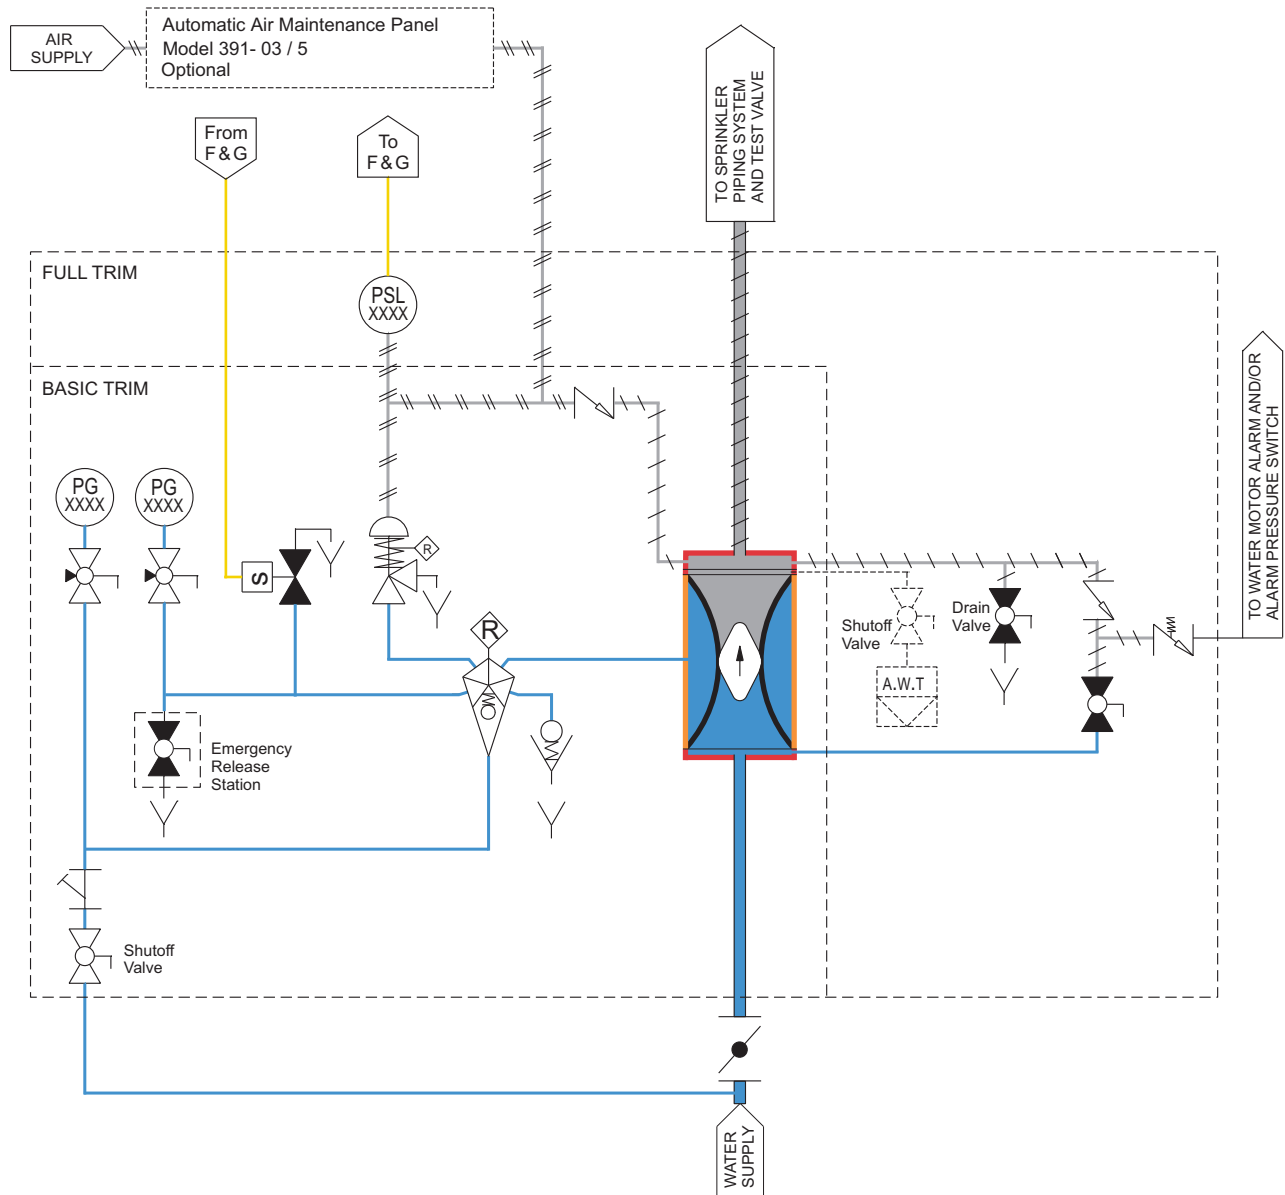 AIR
SUPPLY
Automatic Air Maintenance Panel
Model 391- 03 / 5
Optional
From
F & G
To
F & G
TO SPRINKLER
PIPING SYSTEM
AND TEST VALVE
FULL TRIM
PSL
XXXX
BASIC TRIM
TO WATER MOTOR ALARM AND/OR
ALARM PRESSURE SWITCH
PG
XXXX
PG
XXXX
S
R
R
Shutoff
Valve
Drain
Valve
A.W.T
Emergency
Release
Station
Shutoff
Valve
WATER
SUPPLY